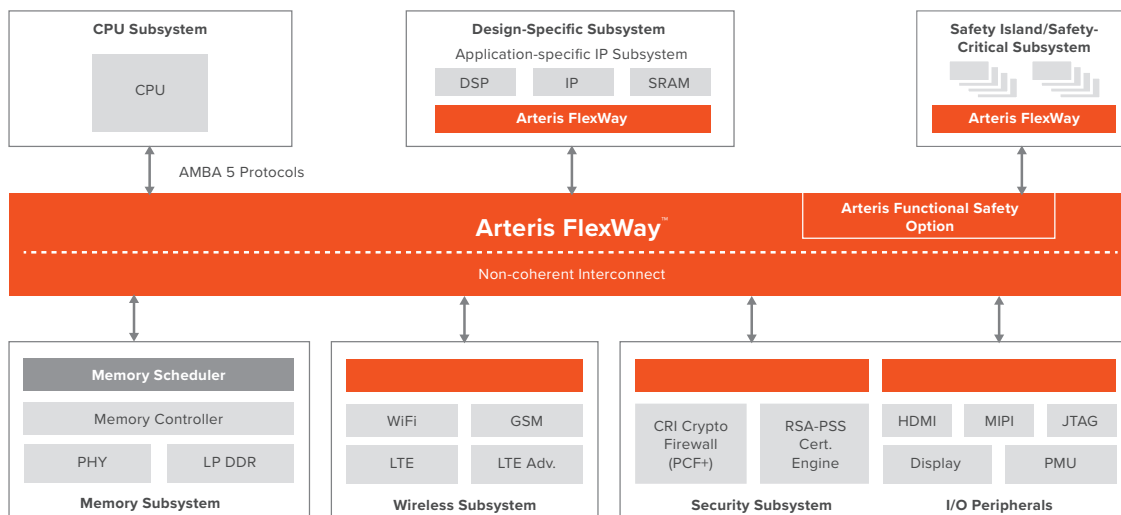 CPU Subsystem
CPU
Design-Specific Subsystem
Application-specific IP Subsystem
DSP
IP
SRAM
Arteris FlexWay
Safety Island/Safety-
Critical Subsystem
Arteris FlexWay
AMBA 5 Protocols
Arteris FlexWay™
Arteris Functional Safety
Option
Non-coherent Interconnect
Memory Scheduler
Memory Controller
PHY
LP DDR
Memory Subsystem
WiFi
GSM
LTE
LTE Adv.
Wireless Subsystem
CRI Crypto
Firewall
(PCF+)
RSA-PSS
Cert.
Engine
Security Subsystem
HDMI
MIPI
JTAG
Display
PMU
I/O Peripherals